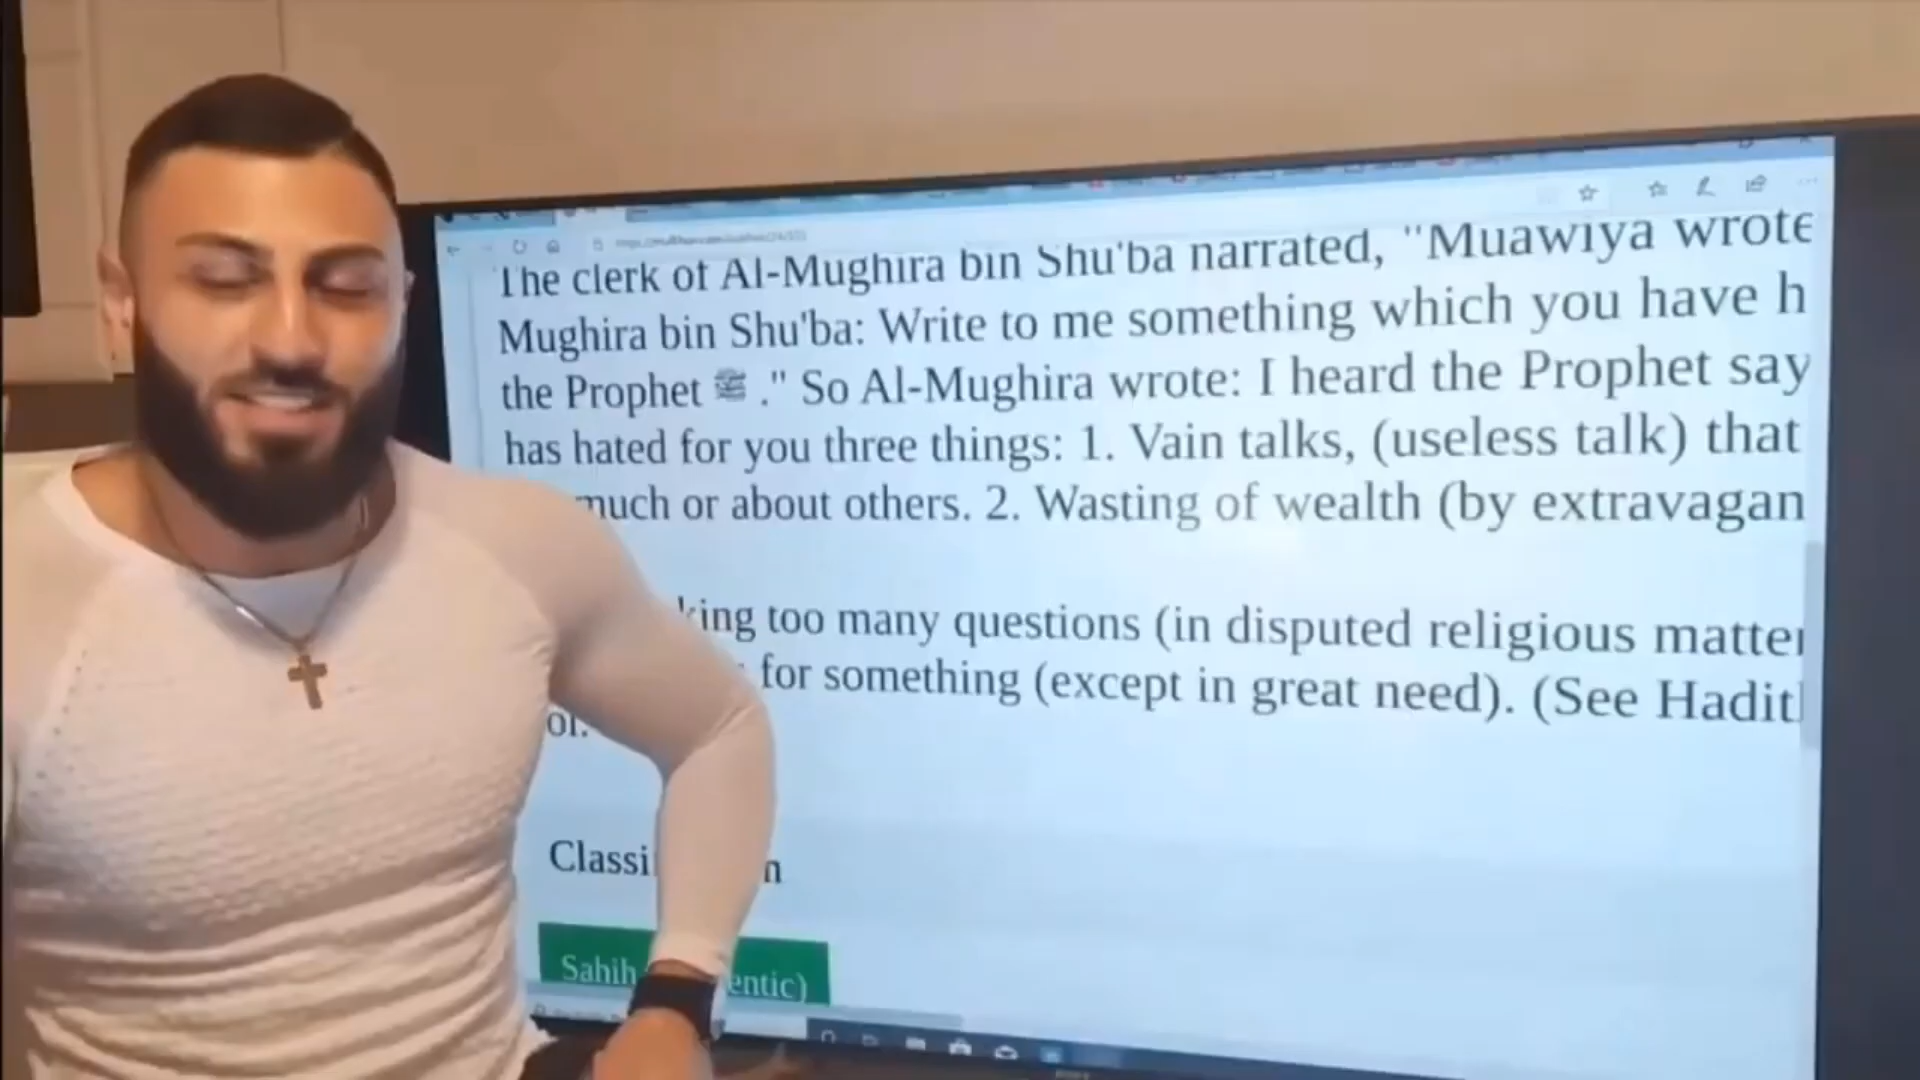 The clerk of Al-Mughira bin Shu'ba narrated, "Muawiya wrote
Mughira bin Shu'ba: Write to me something which you have h
the Prophet ﷺ ." So Al-Mughira wrote: I heard the Prophet say
has hated for you three things: 1. Vain talks, (useless talk) that
much or about others. 2. Wasting of wealth (by extravagan
king too many questions (in disputed religious matter
for something (except in great need). (See Hadit
of.
Classi n
Sahih entic)